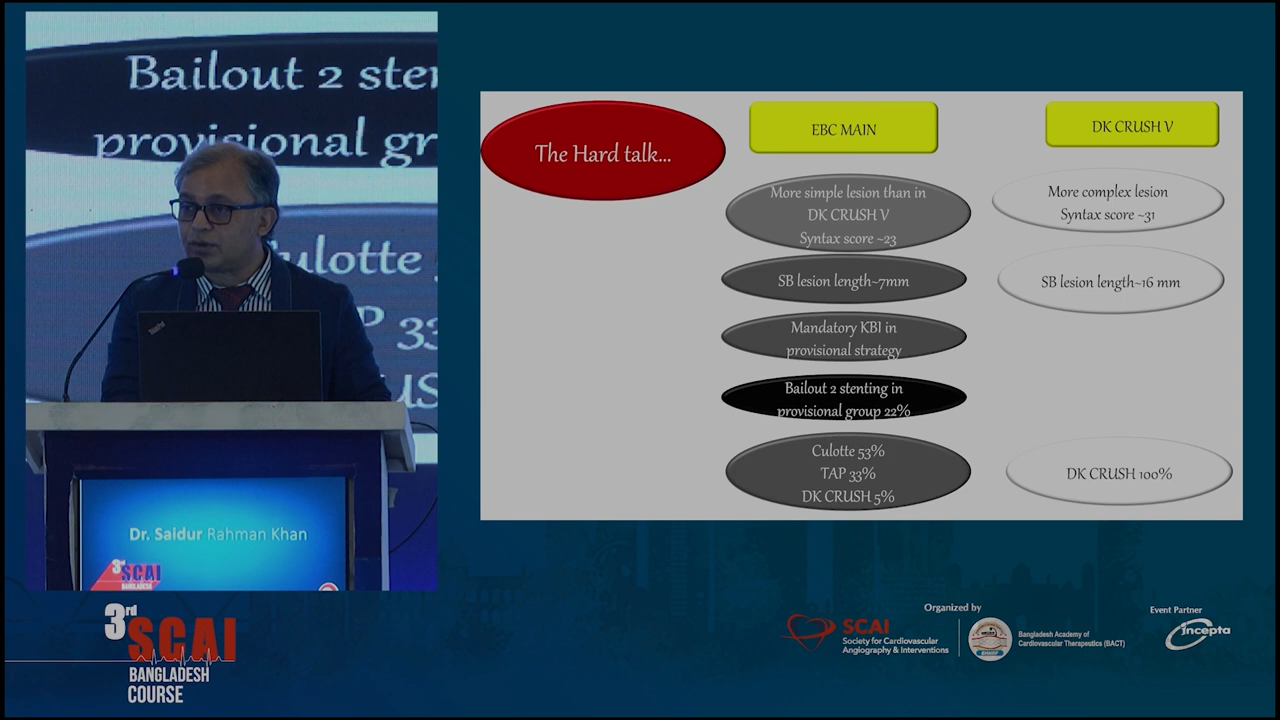 Bailout 2 ste
provisional gr
ulotte
P 33
US
ThinkPad
Dr. Saidur Rahman Khan
3rd SCAI
BANGLADESH
The Hard talk...
EBC MAIN
DK CRUSH V
More simple lesion than in
DK CRUSH V
Syntax score ~23
More complex lesion
Syntax score ~31
SB lesion length~7mm
SB lesion length~16 mm
Mandatory KBI in
provisional strategy
Bailout 2 stenting in
provisional group 22%
Culotte 53%
TAP 33%
DK CRUSH 5%
DK CRUSH 100%
3rd
SCAI
BANGLADESH
COURSE
Organized by
SCAI
Society for Cardiovascular
Angiography & Interventions
Bangladesh Academy of
Cardiovascular Therapeutics (BACT)
Event Partner
incepta